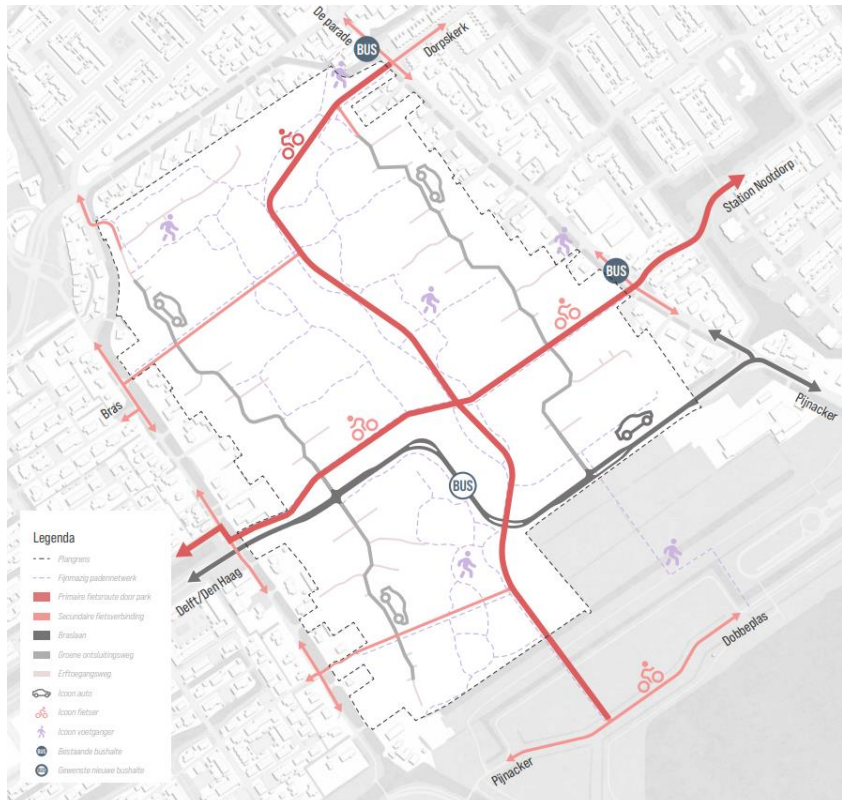 De parade
BUS
Dorpskerk
Station Nootdorp
BUS
Bras
Pijnacker
BUS
Delft/Den Haag
Dobbeplas
Pijnacker
Legenda
Plangrens
Fijnmazig padennetwerk
Primaire fietsroute door park
Secundaire fietsverbinding
Braslaan
Groene ontsluitingsweg
Erftoegangsweg
Icoon auto
Icoon fietser
Icoon voetganger
BUS Bestaande bushalte
BUS Gewenste nieuwe bushalte